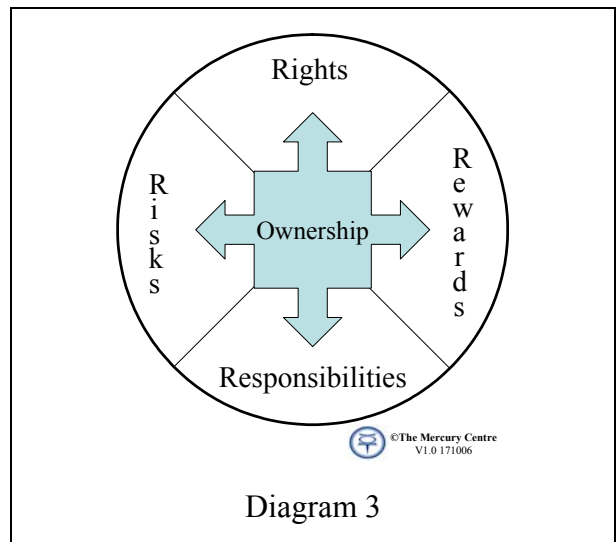 Rights
Risks
Ownership
Rewards
Responsibilities
©The Mercury Centre
V1.0 171006
Diagram 3